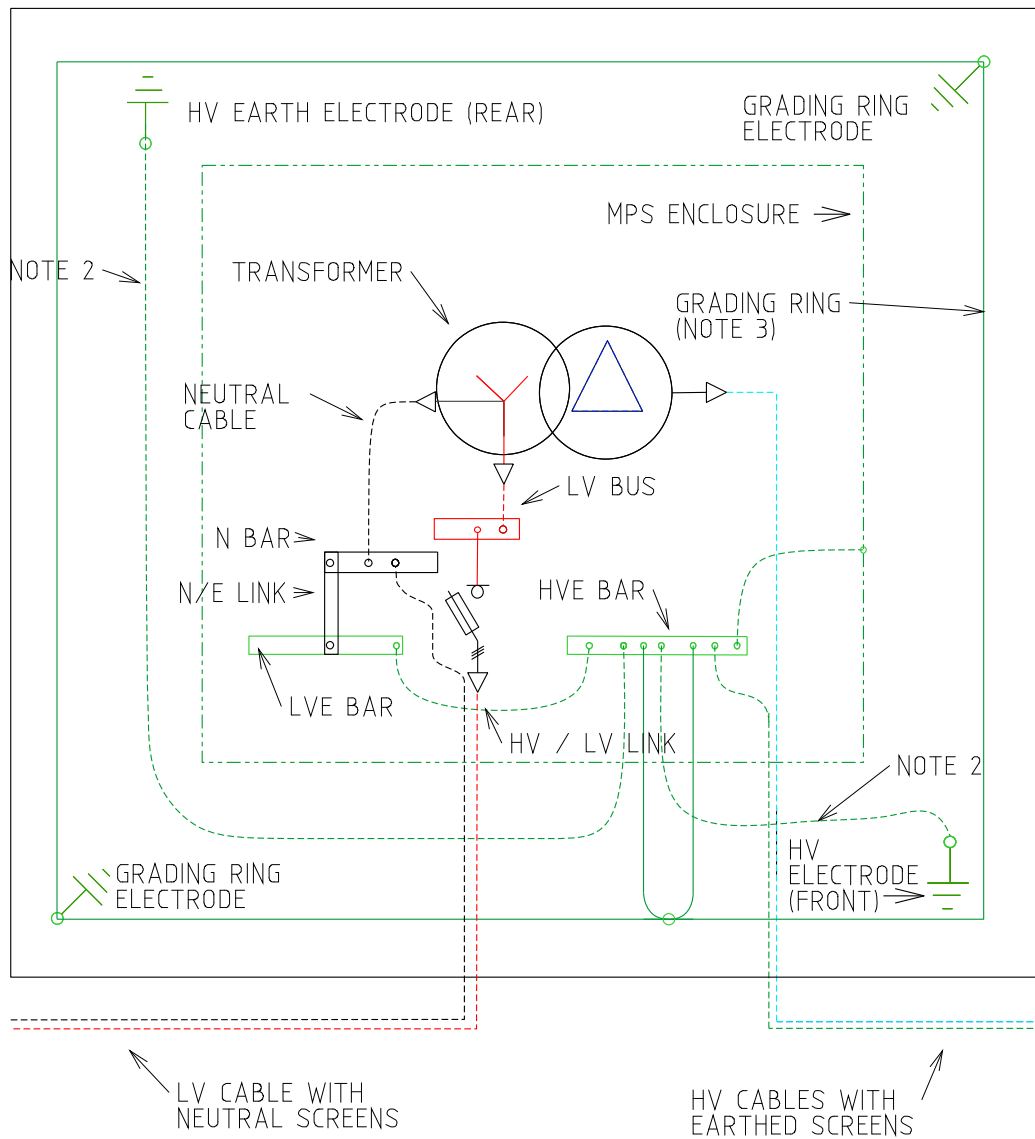 HV EARTH ELECTRODE (REAR)
GRADING RING
ELECTRODE
MPS ENCLOSURE
NOTE 2
TRANSFORMER
GRADING RING
(NOTE 3)
NEUTRAL
CABLE
LV BUS
N BAR
N/E LINK
HVE BAR
LVE BAR
HV / LV LINK
NOTE 2
HV
ELECTRODE
(FRONT)
GRADING RING
ELECTRODE
LV CABLE WITH
NEUTRAL SCREENS
HV CABLES WITH
EARTHED SCREENS